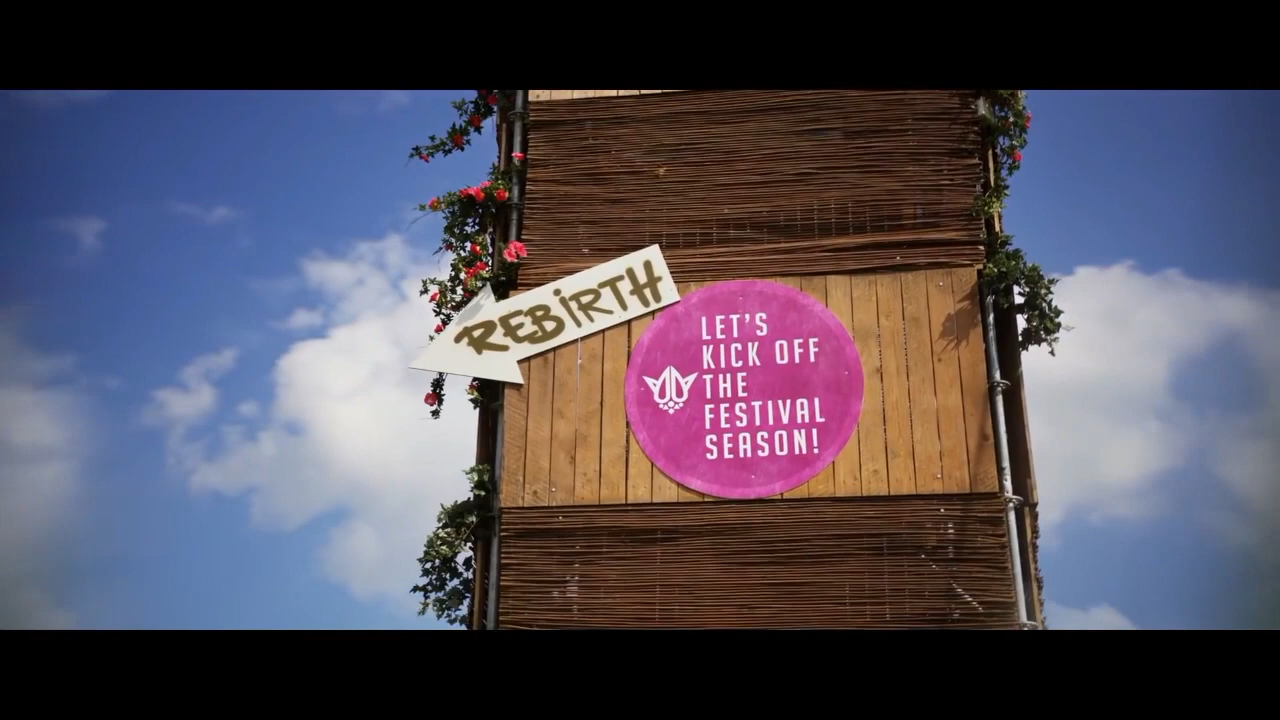 REBiRTH
LET'S
KICK OFF
THE
FESTIVAL
SEASON!